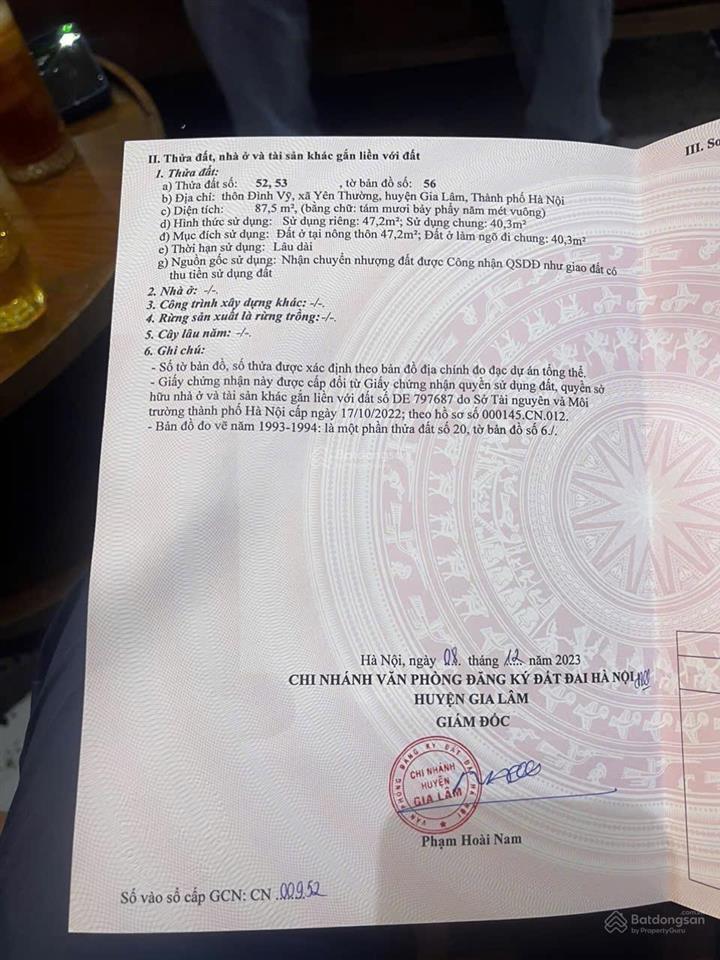 II. Thửa đất, nhà ở và tài sản khác gắn liền với đất
III. Sơ
1. Thửa đất:
a) Thửa đất số: 52, 53 , tờ bản đồ số: 56
b) Địa chỉ: thôn Đình Vỹ, xã Yên Thường, huyện Gia Lâm, Thành phố Hà Nội
c) Diện tích: 87,5 m², (bằng chữ: tám mươi bảy phẩy năm mét vuông)
d) Hình thức sử dụng: Sử dụng riêng: 47,2m²; Sử dụng chung: 40,3m²
đ) Mục đích sử dụng: Đất ở tại nông thôn 47,2m²; Đất ở làm ngõ đi chung: 40,3m²
e) Thời hạn sử dụng: Lâu dài
g) Nguồn gốc sử dụng: Nhận chuyển nhượng đất được Công nhận QSDĐ như giao đất có
thu tiền sử dụng đất
2. Nhà ở: -/-.
3. Công trình xây dựng khác: -/-.
4. Rừng sản xuất là rừng trồng:-/-.
5. Cây lâu năm: -/-.
6. Ghi chú:
- Số tờ bản đồ, số thửa được xác định theo bản đồ địa chính đo đạc dự án tổng thể.
- Giấy chứng nhận này được cấp đổi từ Giấy chứng nhận quyền sử dụng đất, quyền sở
hữu nhà ở và tài sản khác gắn liền với đất số DE 797687 do Sở Tài nguyên và Môi
trường thành phố Hà Nội cấp ngày 17/10/2022; theo hồ sơ số 000145.CN.012.
- Bản đồ đo vẽ năm 1993-1994: là một phần thửa đất số 20, tờ bản đồ số 6./.
Batdongsan
Hà Nội, ngày 08. tháng 12. năm 2023
CHI NHÁNH VĂN PHÒNG ĐĂNG KÝ ĐẤT ĐAI HÀ NỘI
HUYỆN GIA LÂM
GIÁM ĐỐC
VĂN PHÒNG ĐĂNG KÝ ĐẤT ĐAI HÀ NỘI
CHI NHÁNH
HUYỆN
GIA LÂM
Phạm Hoài Nam
Số vào sổ cấp GCN: CN .00952
Batdongsan.com.vn
by PropertyGuru